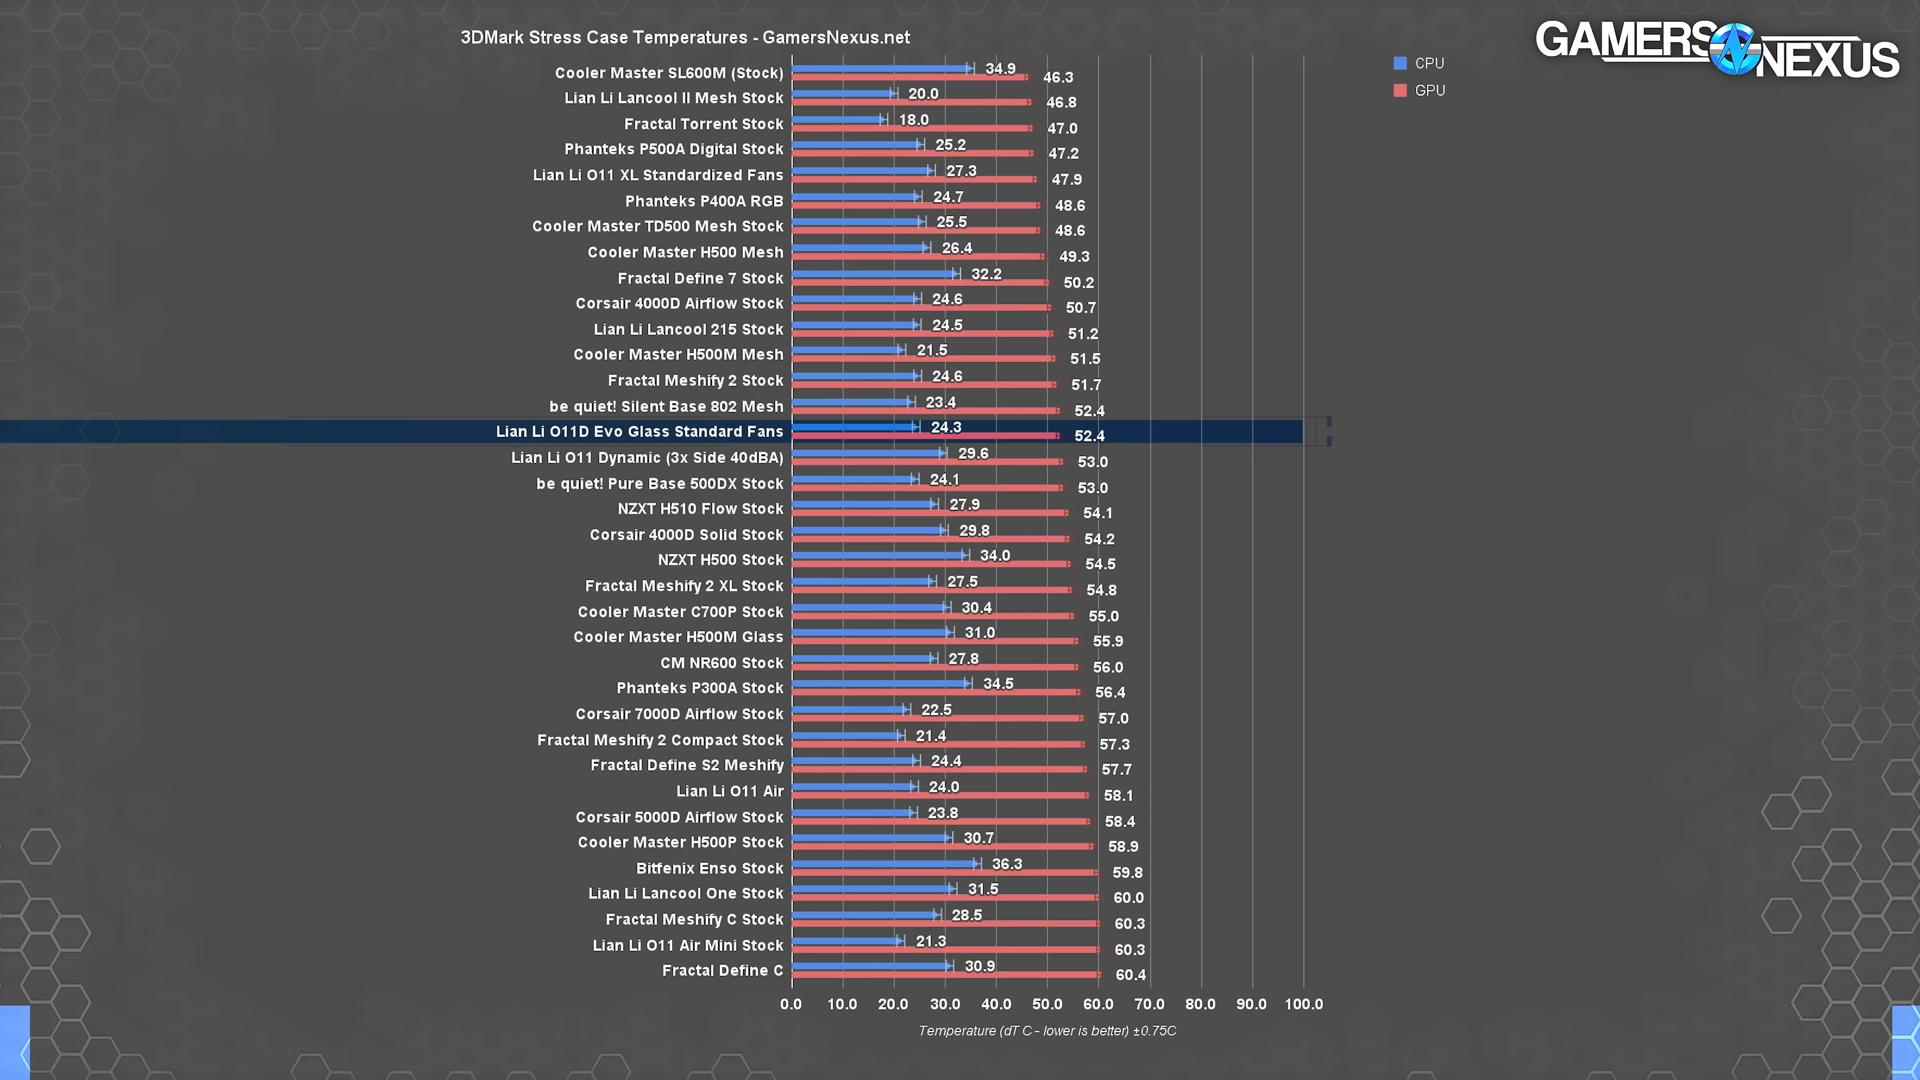 3DMark Stress Case Temperatures - GamersNexus.net
GAMERS NEXUS
CPU
GPU
Cooler Master SL600M (Stock) 34.9 46.3
Lian Li Lancool II Mesh Stock 20.0 46.8
Fractal Torrent Stock 18.0 47.0
Phanteks P500A Digital Stock 25.2 47.2
Lian Li O11 XL Standardized Fans 27.3 47.9
Phanteks P400A RGB 24.7 48.6
Cooler Master TD500 Mesh Stock 25.5 48.6
Cooler Master H500 Mesh 26.4 49.3
Fractal Define 7 Stock 32.2 50.2
Corsair 4000D Airflow Stock 24.6 50.7
Lian Li Lancool 215 Stock 24.5 51.2
Cooler Master H500M Mesh 21.5 51.5
Fractal Meshify 2 Stock 24.6 51.7
be quiet! Silent Base 802 Mesh 23.4 52.4
Lian Li O11D Evo Glass Standard Fans 24.3 52.4
Lian Li O11 Dynamic (3x Side 40dBA) 29.6 53.0
be quiet! Pure Base 500DX Stock 24.1 53.0
NZXT H510 Flow Stock 27.9 54.1
Corsair 4000D Solid Stock 29.8 54.2
NZXT H500 Stock 34.0 54.5
Fractal Meshify 2 XL Stock 27.5 54.8
Cooler Master C700P Stock 30.4 55.0
Cooler Master H500M Glass 31.0 55.9
CM NR600 Stock 27.8 56.0
Phanteks P300A Stock 34.5 56.4
Corsair 7000D Airflow Stock 22.5 57.0
Fractal Meshify 2 Compact Stock 21.4 57.3
Fractal Define S2 Meshify 24.4 57.7
Lian Li O11 Air 24.0 58.1
Corsair 5000D Airflow Stock 23.8 58.4
Cooler Master H500P Stock 30.7 58.9
Bitfenix Enso Stock 36.3 59.8
Lian Li Lancool One Stock 31.5 60.0
Fractal Meshify C Stock 28.5 60.3
Lian Li O11 Air Mini Stock 21.3 60.3
Fractal Define C 30.9 60.4
0.0 10.0 20.0 30.0 40.0 50.0 60.0 70.0 80.0 90.0 100.0
Temperature (dT C - lower is better) ±0.75C